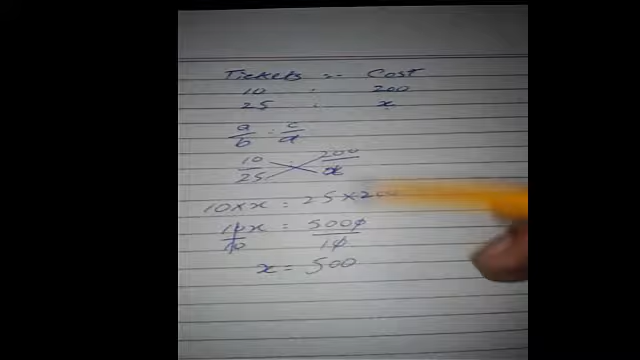 Tickets :- Cost
10 : 200
25 : x
a/b : c/d
10/25 : 200/x
10 x x = 25 x 200
10x/10 = 5000/10
x = 500